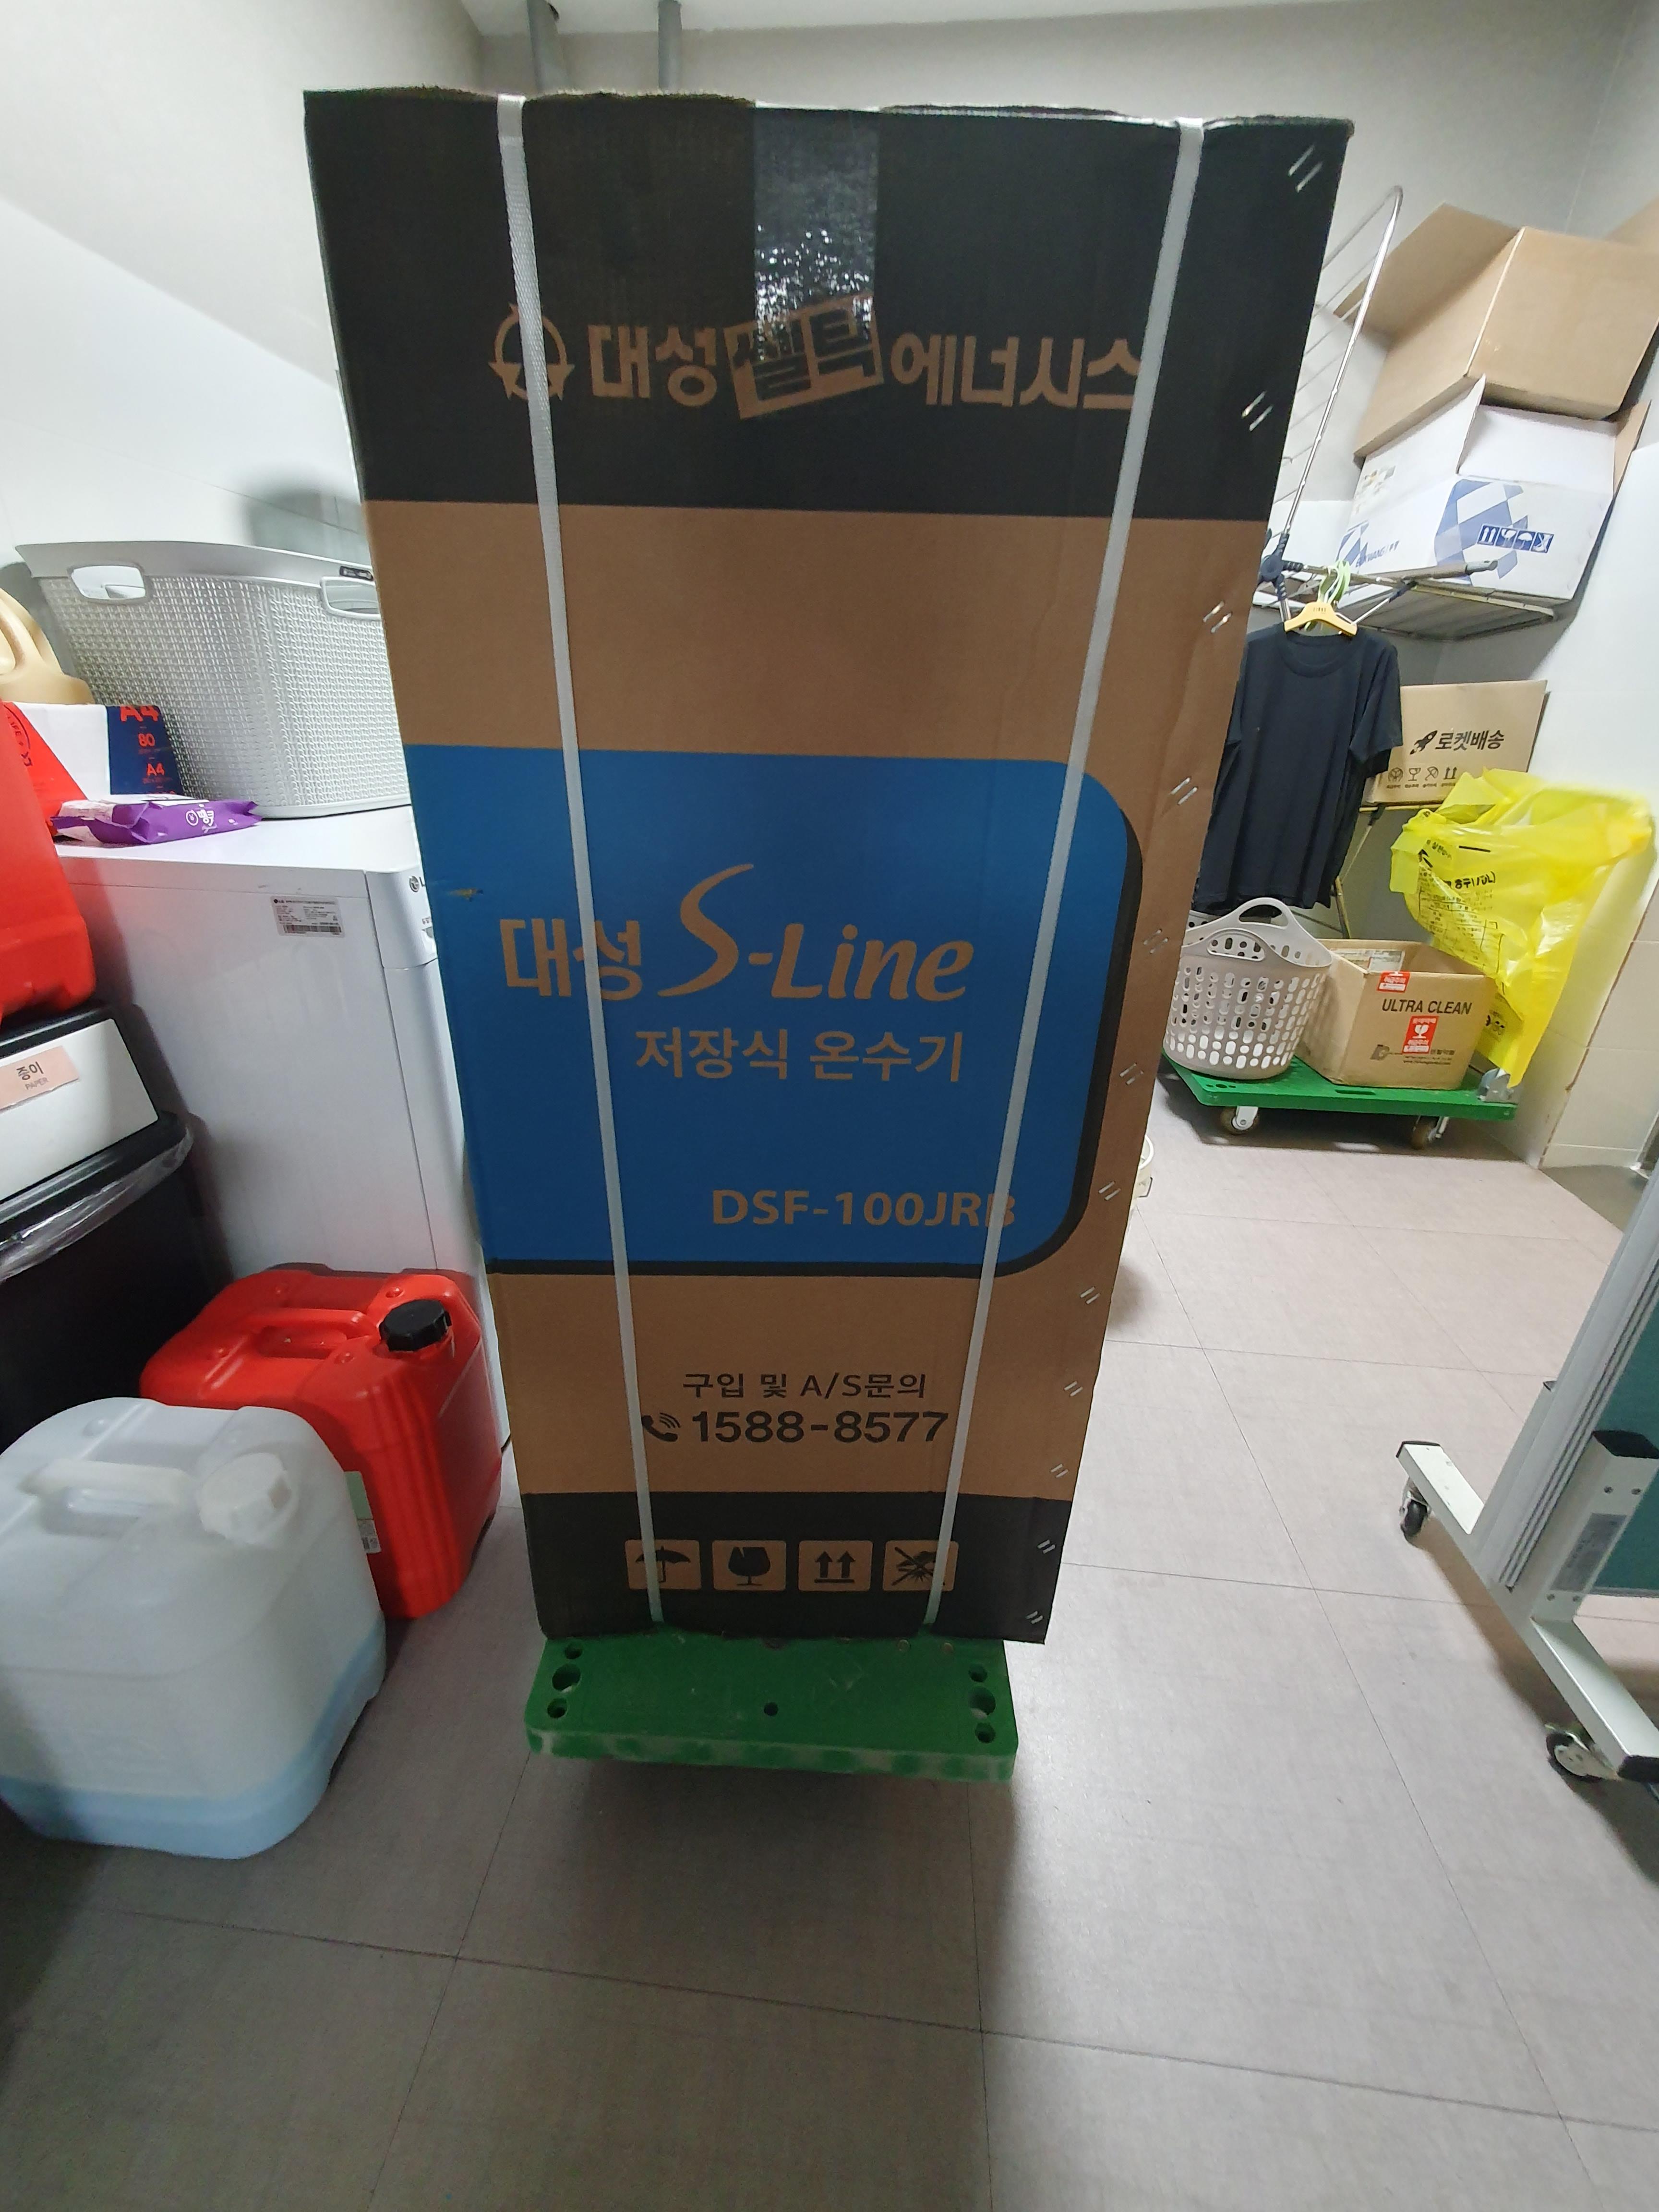 대성쎌틱에너시스
대성 S-Line
저장식 온수기
DSF-100JRB
구입 및 A/S문의
1588-8577
A4
80
A4
종이
PAPER
로켓배송
ULTRA CLEAN